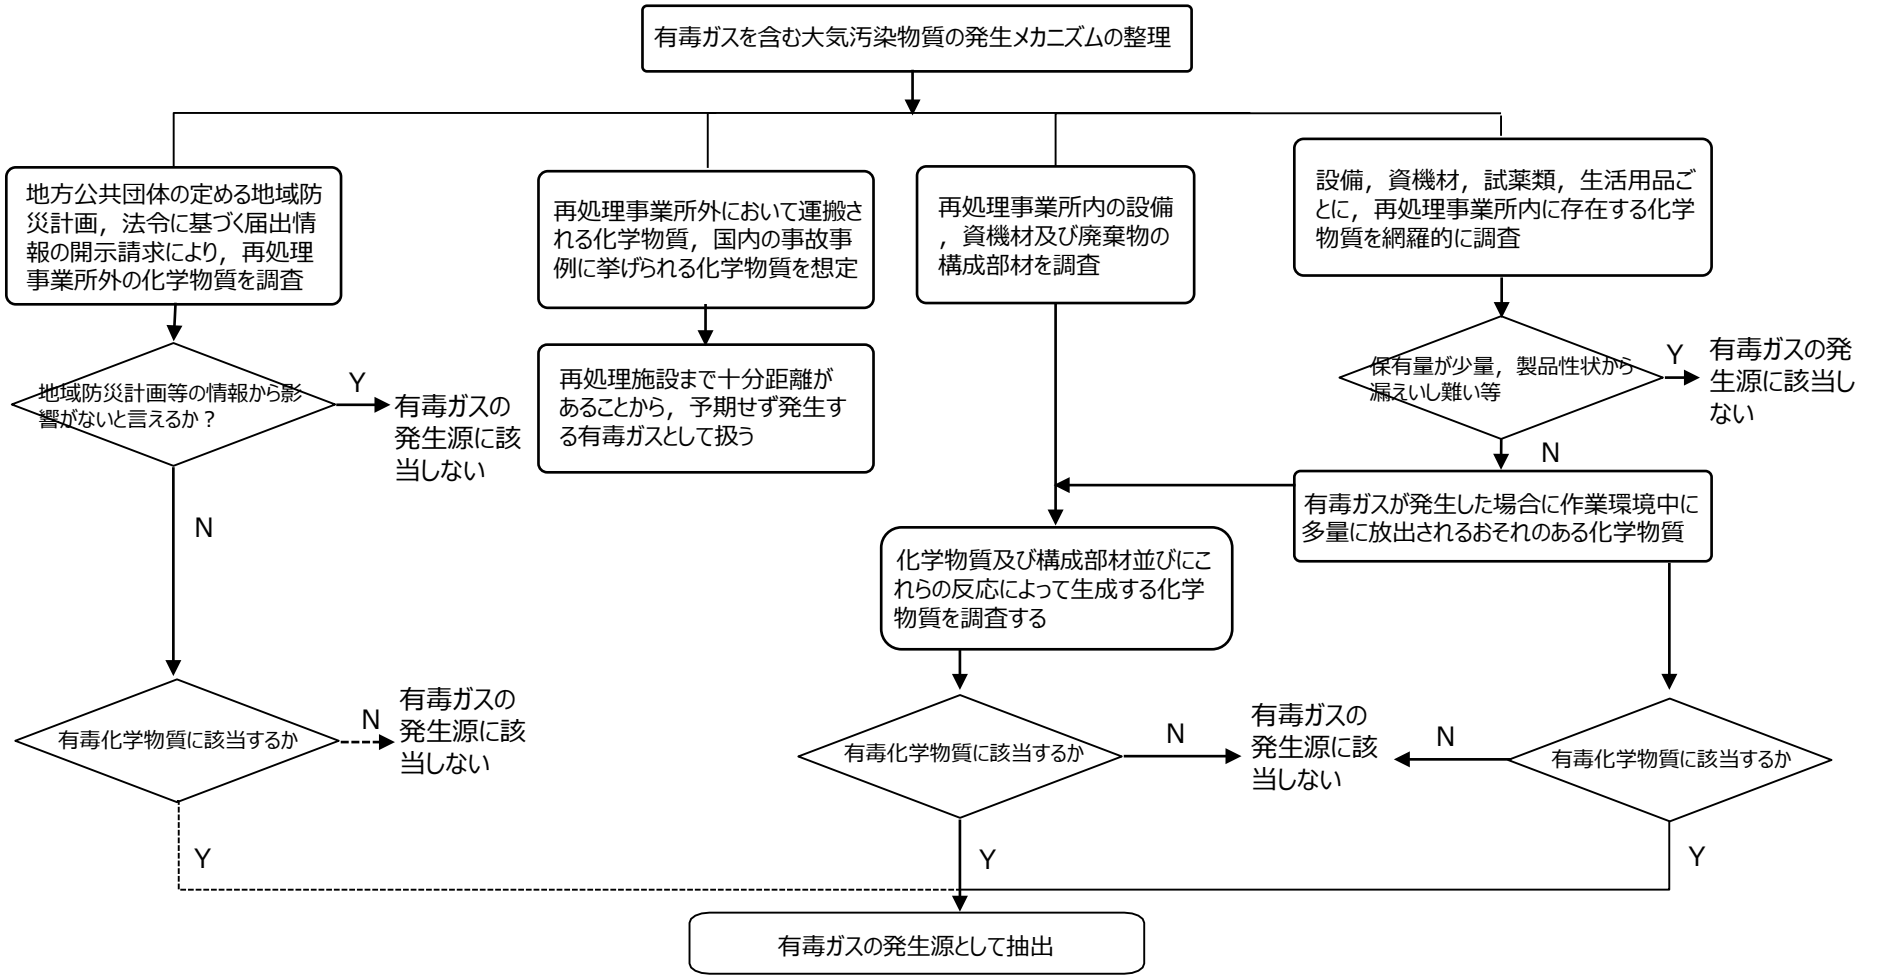 有毒ガスを含む大気汚染物質の発生メカニズムの整理
地方公共団体の定める地域防
災計画，法令に基づく届出情
報の開示請求により，再処理
事業所外の化学物質を調査
再処理事業所外において運搬さ
れる化学物質，国内の事故事
例に挙げられる化学物質を想定
再処理事業所内の設備
，資機材及び廃棄物の
構成部材を調査
設備，資機材，試薬類，生活用品ご
とに，再処理事業所内に存在する化学
物質を網羅的に調査
地域防災計画等の情報から影
響がないと言えるか？
Y
有毒ガスの
発生源に該
当しない
再処理施設まで十分距離が
あることから，予期せず発生す
る有毒ガスとして扱う
保有量が少量，製品性状から
漏えいし難い等
Y
有毒ガスの発
生源に該当し
ない
N
N
有毒ガスが発生した場合に作業環境中に
多量に放出されるおそれのある化学物質
化学物質及び構成部材並びにこ
れらの反応によって生成する化学
物質を調査する
有毒化学物質に該当するか
N
有毒ガスの
発生源に該
当しない
有毒化学物質に該当するか
N
有毒ガスの
発生源に該
当しない
N
有毒化学物質に該当するか
Y
Y
Y
有毒ガスの発生源として抽出